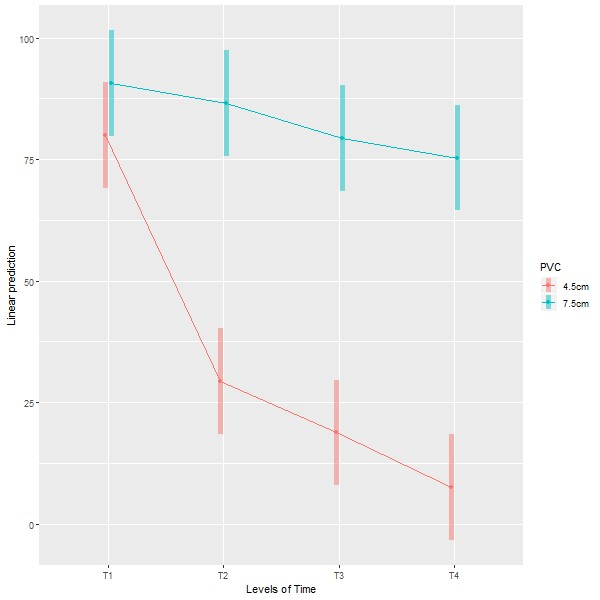 100
75
50
25
0
Linear prediction
T1 T2 T3 T4
Levels of Time
PVC
4.5cm
7.5cm